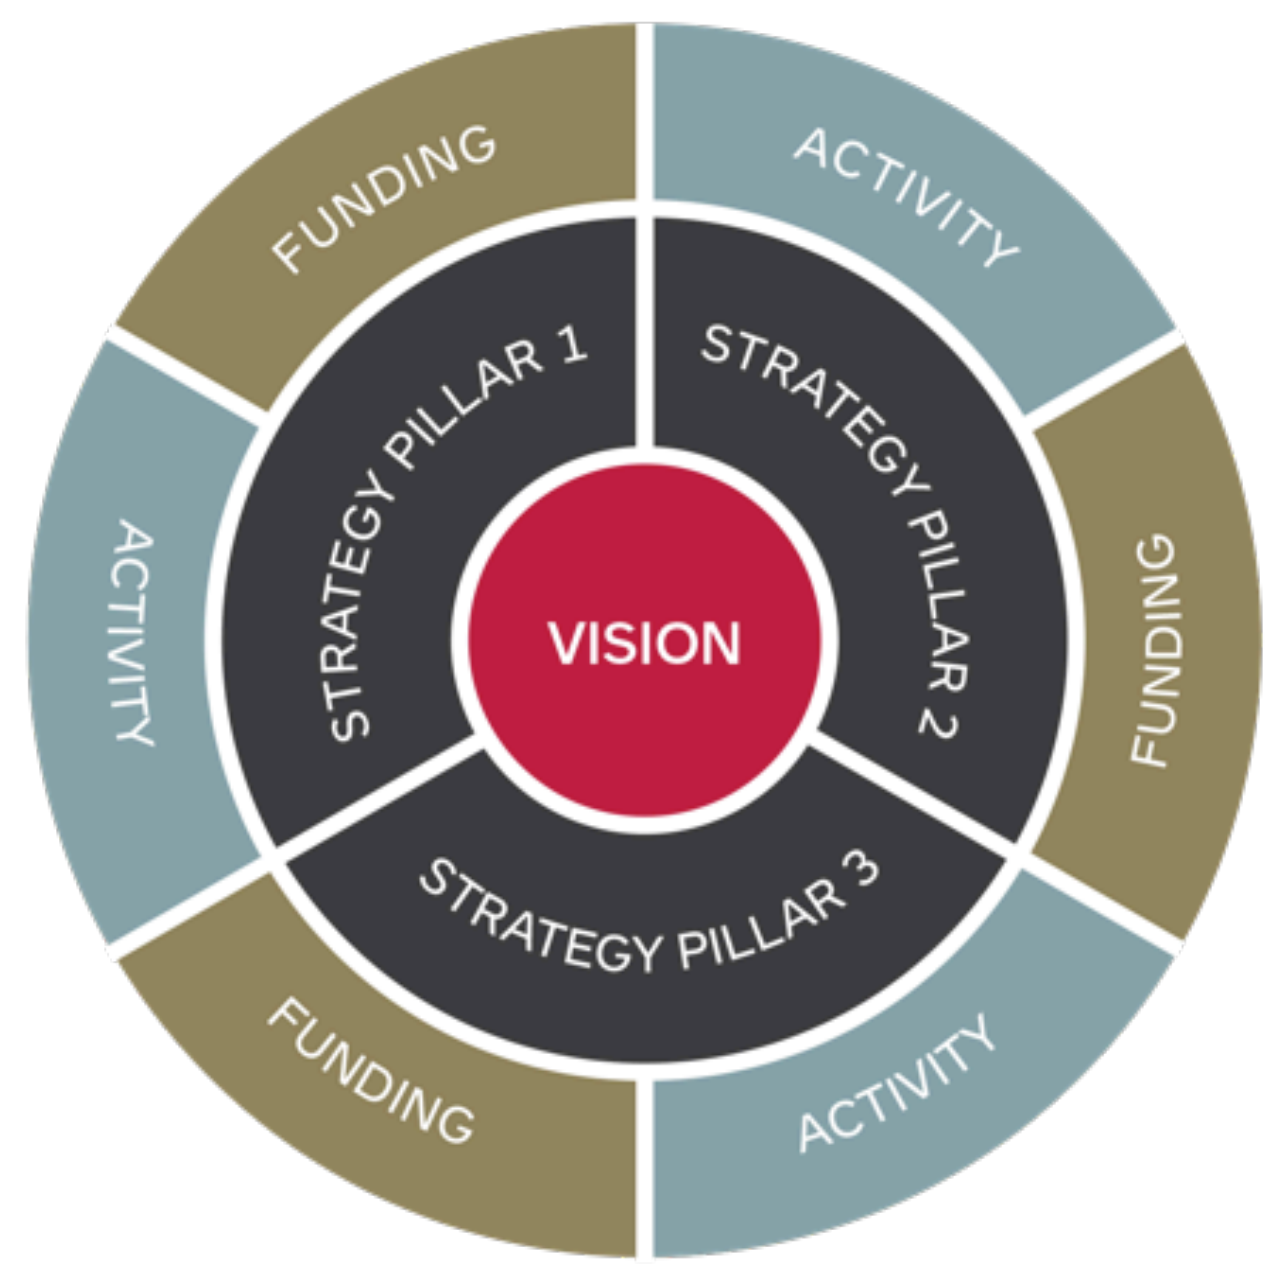 FUNDING
ACTIVITY
STRATEGY PILLAR 1
STRATEGY PILLAR 2
ACTIVITY
VISION
FUNDING
STRATEGY PILLAR 3
FUNDING
ACTIVITY